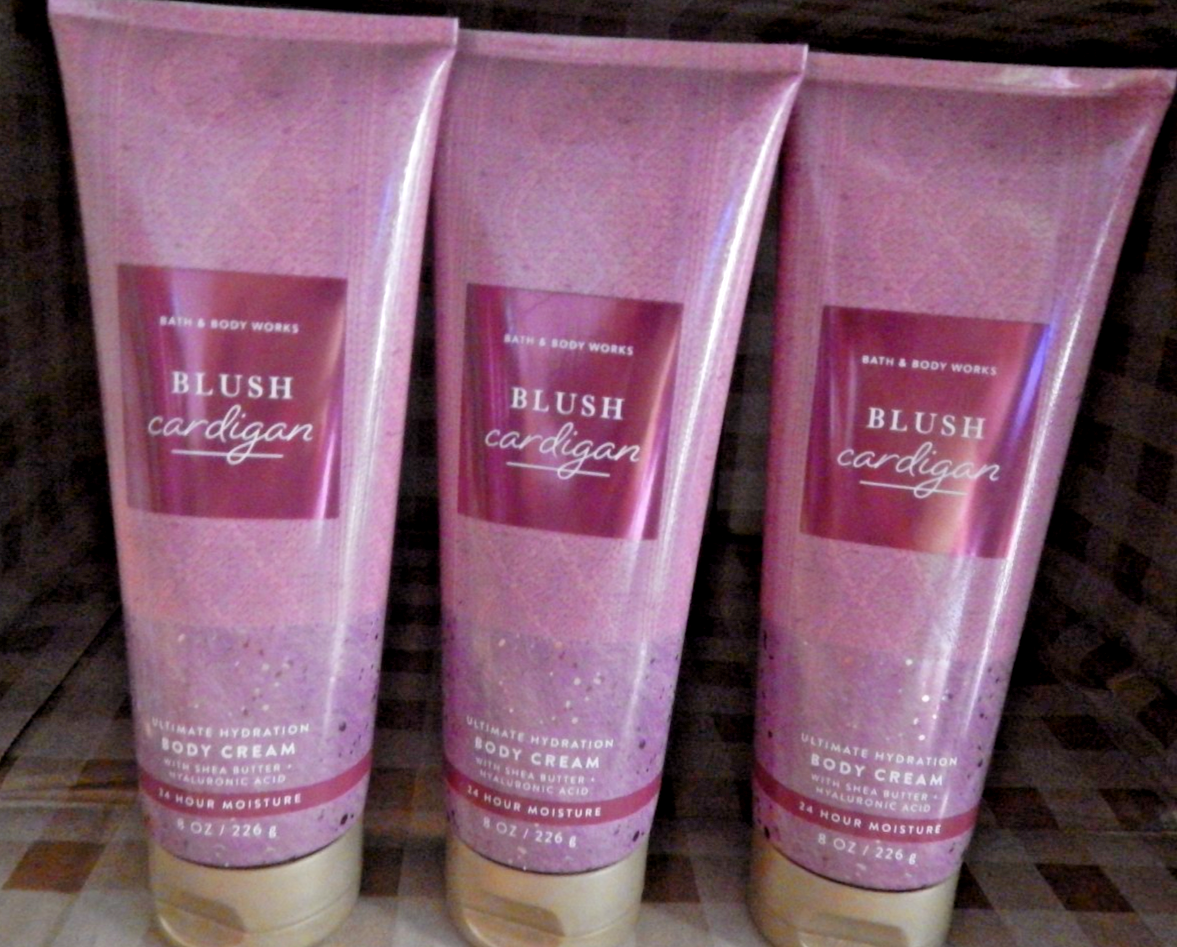 BATH & BODY WORKS
BLUSH
cardigan
ULTIMATE HYDRATION
BODY CREAM
WITH SHEA BUTTER +
HYALURONIC ACID
24 HOUR MOISTURE
8 OZ / 226 g
BATH & BODY WORKS
BLUSH
cardigan
ULTIMATE HYDRATION
BODY CREAM
WITH SHEA BUTTER +
HYALURONIC ACID
24 HOUR MOISTURE
8 OZ / 226 g
BATH & BODY WORKS
BLUSH
cardigan
ULTIMATE HYDRATION
BODY CREAM
WITH SHEA BUTTER +
HYALURONIC ACID
24 HOUR MOISTURE
8 OZ / 226 g